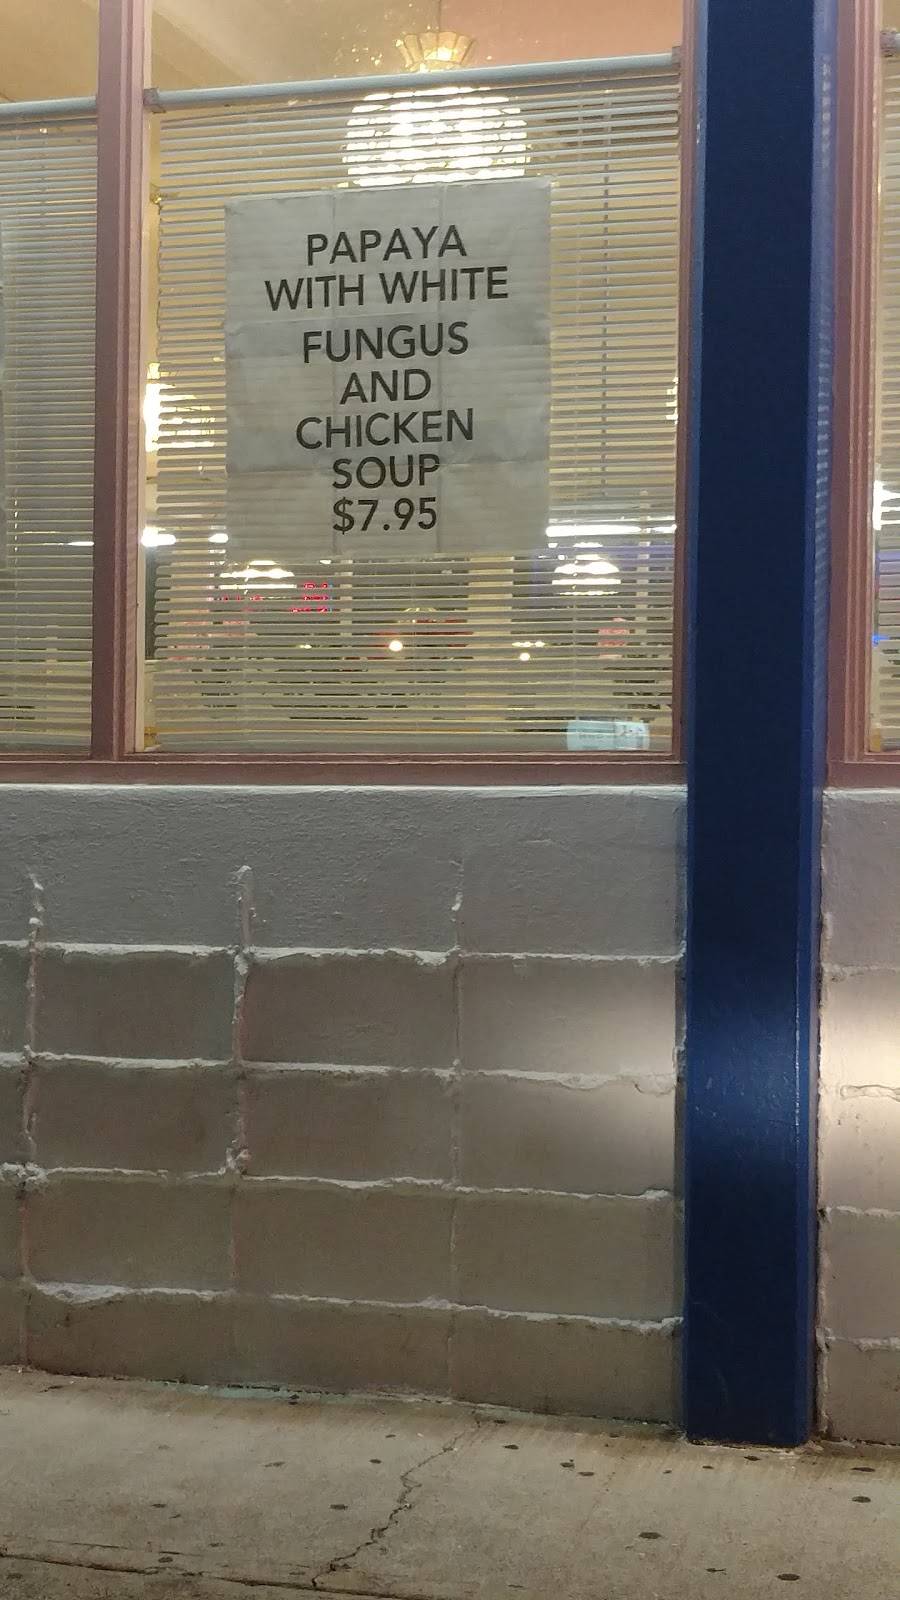 PAPAYA
WITH WHITE
FUNGUS
AND
CHICKEN
SOUP
$7.95